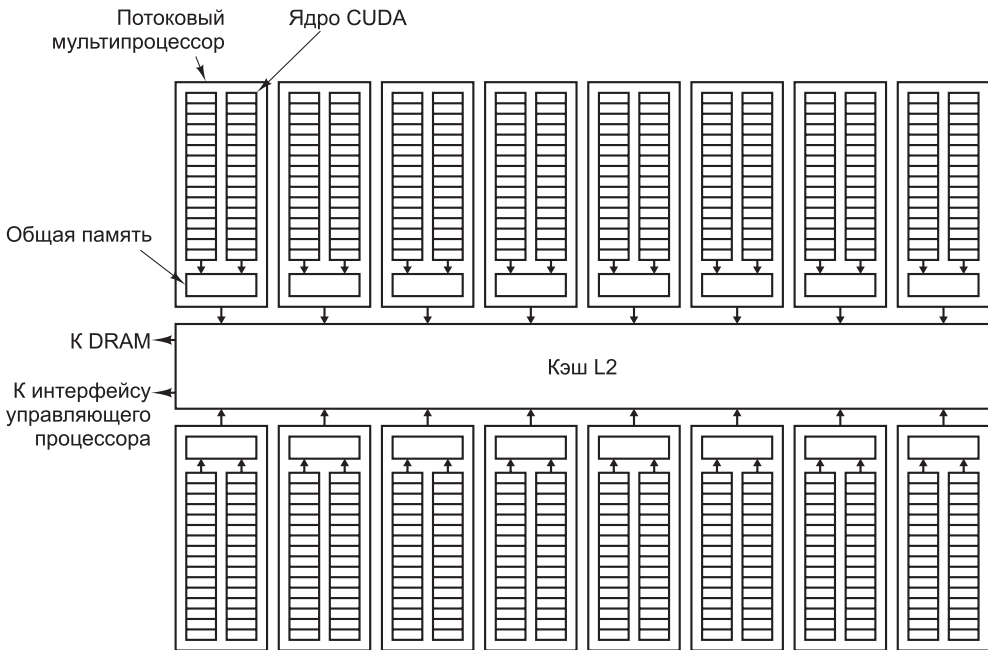 Потоковый
мультипроцессор
Ядро CUDA
Общая память
К DRAM
Кэш L2
К интерфейсу
управляющего
процессора